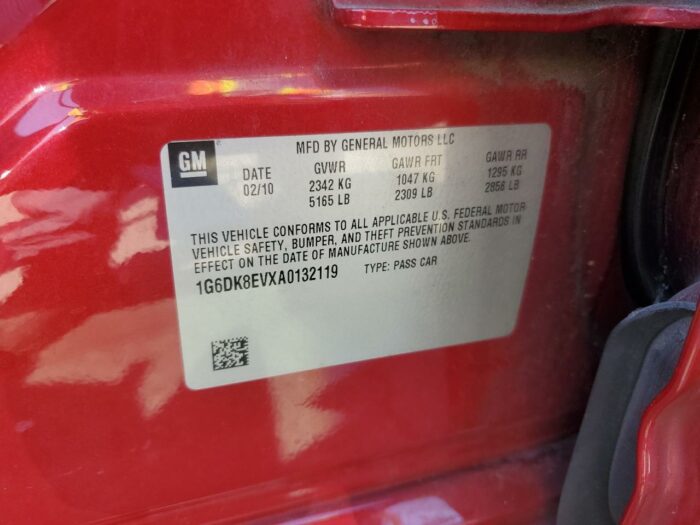 GM
MFD BY GENERAL MOTORS LLC
DATE GVWR GAWR FRT GAWR RR
02/10 2342 KG 1047 KG 1295 KG
5165 LB 2309 LB 2856 LB
THIS VEHICLE CONFORMS TO ALL APPLICABLE U.S. FEDERAL MOTOR
VEHICLE SAFETY, BUMPER, AND THEFT PREVENTION STANDARDS IN
EFFECT ON THE DATE OF MANUFACTURE SHOWN ABOVE.
1G6DK8EVXA0132119 TYPE: PASS CAR